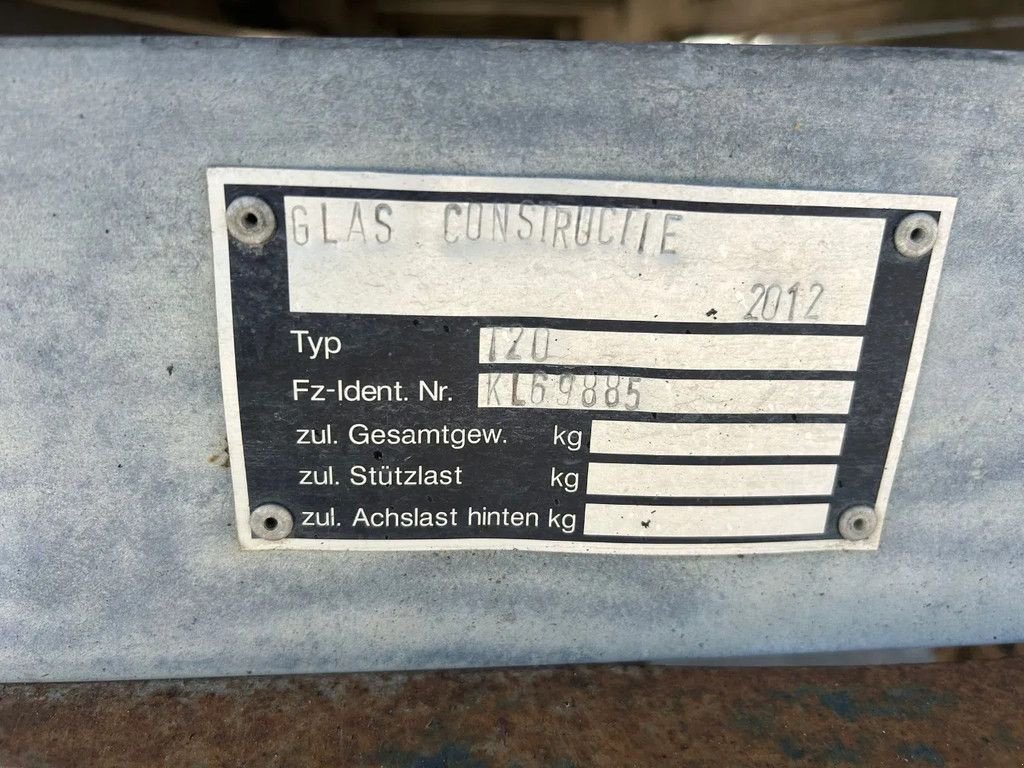 GLAS CONSTRUCTIE
2012
Typ T20
Fz-Ident. Nr. KL69885
zul. Gesamtgew. kg
zul. Stützlast kg
zul. Achslast hinten kg